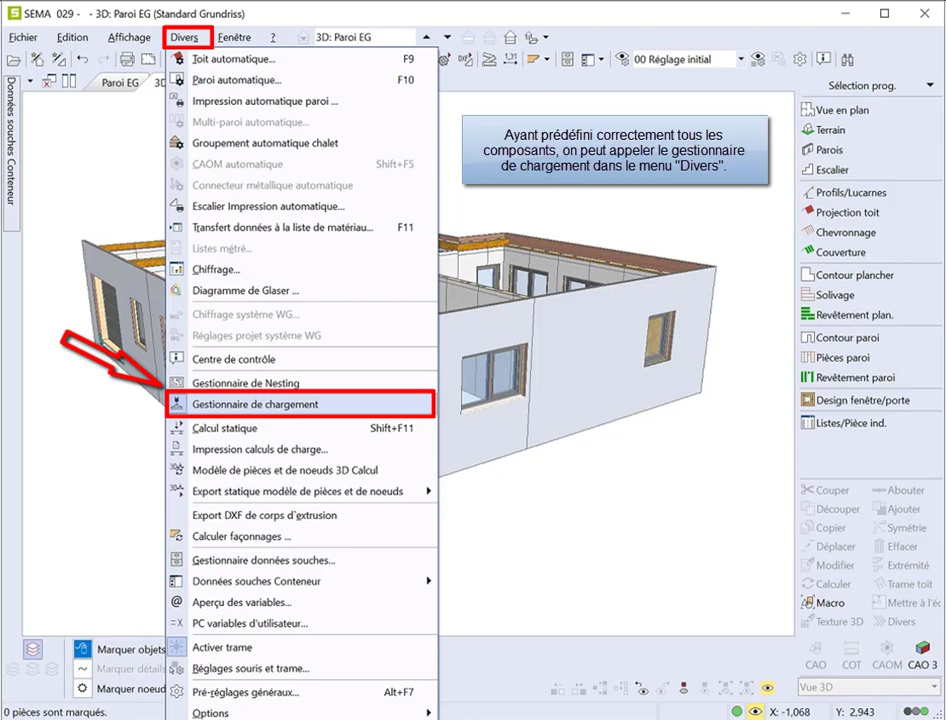 SEMA 029 - - 3D: Paroi EG (Standard Grundriss)
Fichier Edition Affichage Divers Fenêtre ? 3D: Paroi EG
00 Réglage initial
Paroi EG 3D
Données souches Conteneur
Toit automatique... F9
Paroi automatique... F10
Impression automatique paroi ...
Multi-paroi automatique...
Groupement automatique chalet
CAOM automatique Shift+F5
Connecteur métallique automatique
Escalier Impression automatique...
Transfert données à la liste de matériau... F11
Listes métré...
Chiffrage...
Diagramme de Glaser ...
Chiffrage système WG...
Réglages projet système WG
Centre de contrôle
Gestionnaire de Nesting
Gestionnaire de chargement
Calcul statique Shift+F11
Impression calculs de charge...
Modèle de pièces et de noeuds 3D Calcul
Export statique modèle de pièces et de noeuds
Export DXF de corps d`extrusion
Calculer façonnages ...
Gestionnaire données souches...
Données souches Conteneur
Aperçu des variables...
PC variables d'utilisateur...
Activer trame
Réglages souris et trame...
Pré-réglages généraux... Alt+F7
Options
Ayant prédéfini correctement tous les
composants, on peut appeler le gestionnaire
de chargement dans le menu "Divers".
Sélection prog.
Vue en plan
Terrain
Parois
Escalier
Profils/Lucarnes
Projection toit
Chevronnage
Couverture
Contour plancher
Solivage
Revêtement plan.
Contour paroi
Pièces paroi
Revêtement paroi
Design fenêtre/porte
Listes/Pièce ind.
Couper Abouter
Découper Ajouter
Copier Symétrie
Déplacer Effacer
Modifier Extrémité
Calculer Trame toit
Macro Mettre à l'éc
Texture 3D Divers
CAO COT CAOM CAO 3
Vue 3D
Marquer objets
Marquer détails
Marquer noeud
0 pièces sont marqués.
X: -1,068 Y: 2,943